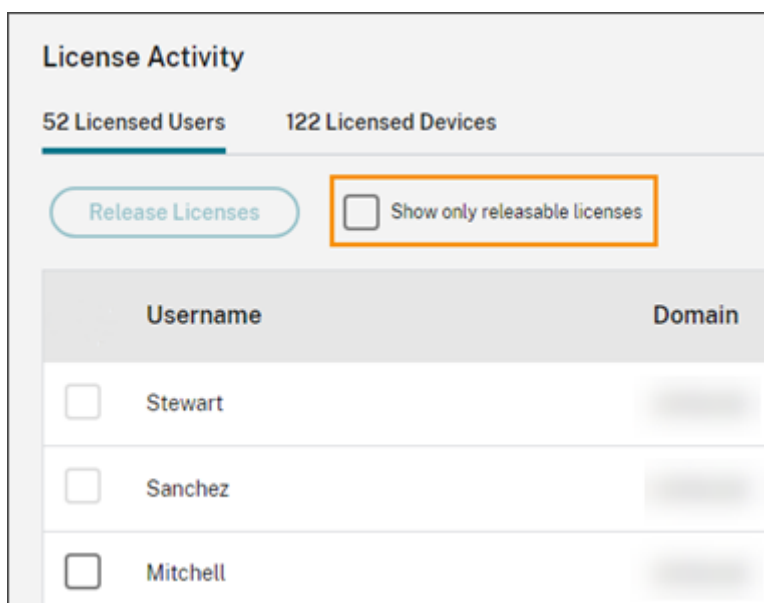 License Activity
52 Licensed Users 122 Licensed Devices
Release Licenses Show only releasable licenses
Username Domain
Stewart
Sanchez
Mitchell